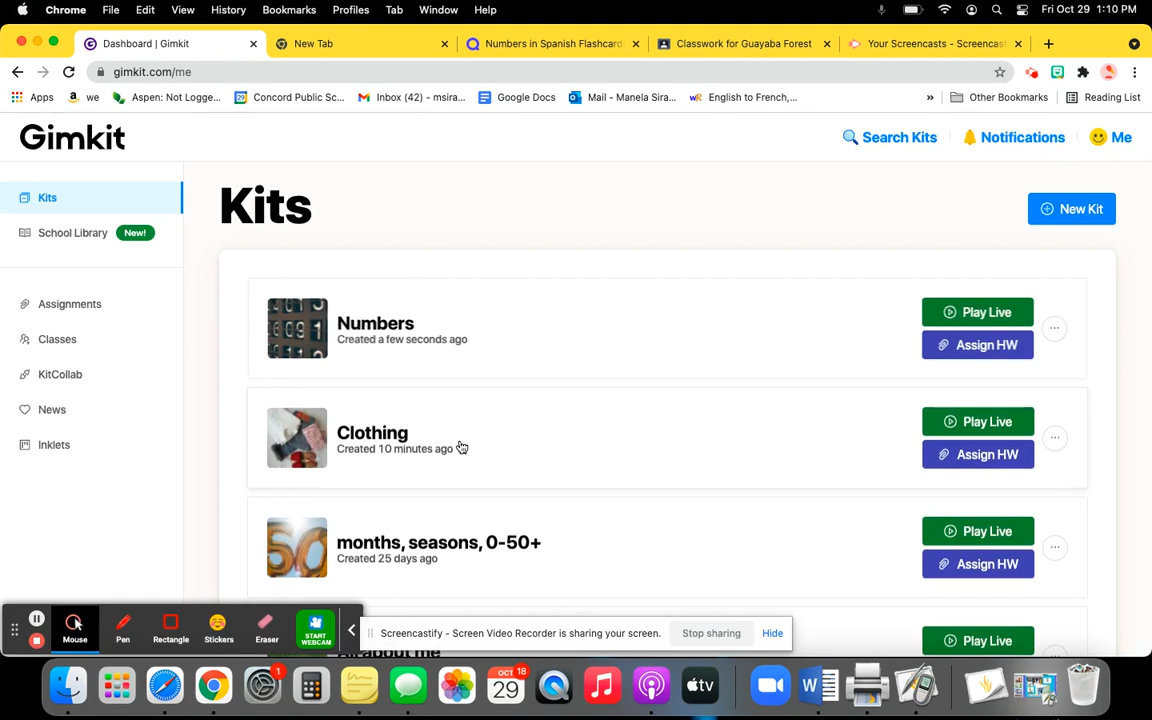 Chrome File Edit View History Bookmarks Profiles Tab Window Help Fri Oct 29 1:10 PM
Dashboard | Gimkit New Tab Numbers in Spanish Flashcard Classwork for Guayaba Forest Your Screencasts - Screencast
gimkit.com/me
Apps we Aspen: Not Logge... Concord Public Sc... Inbox (42) - msira... Google Docs Mail - Manela Sira... English to French,... » Other Bookmarks Reading List
Gimkit Search Kits Notifications Me
Kits
School Library New!
Assignments
Classes
KitCollab
News
Inklets
Kits
New Kit
Numbers
Created a few seconds ago
Play Live
Assign HW
Clothing
Created 10 minutes ago
Play Live
Assign HW
months, seasons, 0-50+
Created 25 days ago
Play Live
Assign HW
All about me
Play Live
Mouse Pen Rectangle Stickers Eraser START WEBCAM
Screencastify - Screen Video Recorder is sharing your screen. Stop sharing Hide
OCT 29 1 18 tv W